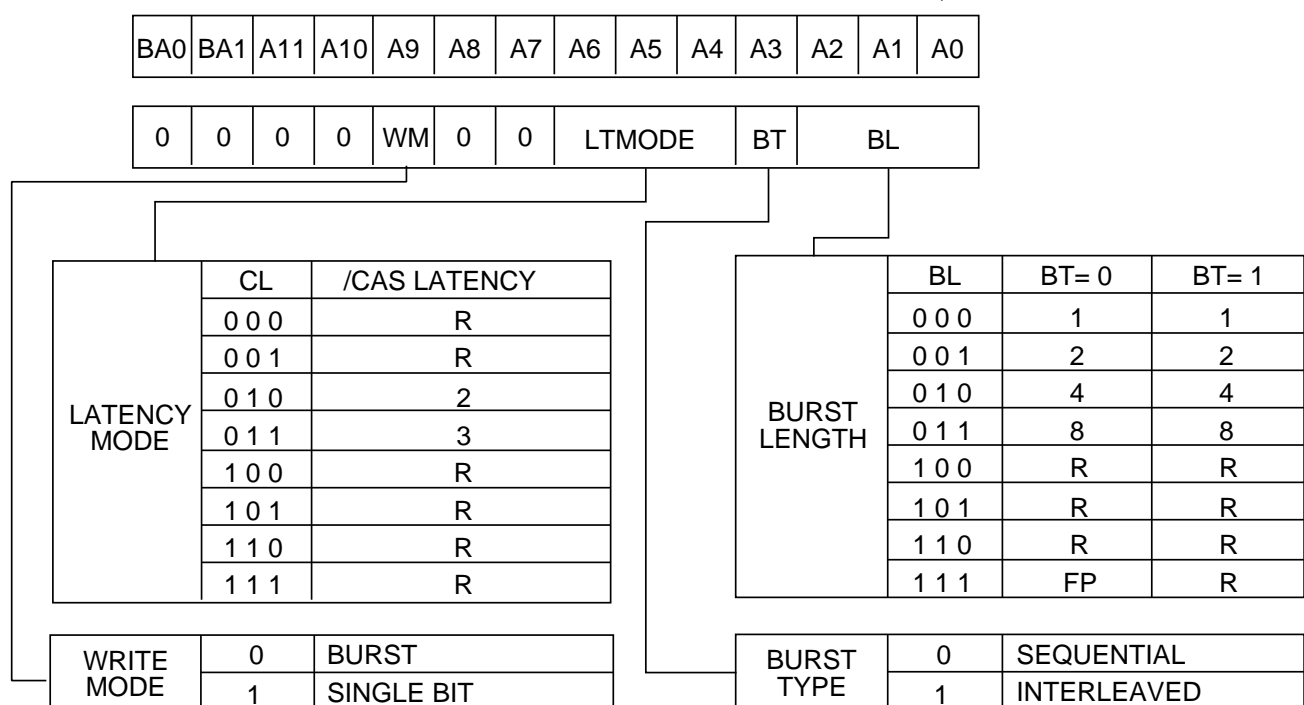 BA0 BA1 A11 A10 A9 A8 A7 A6 A5 A4 A3 A2 A1 A0
0 0 0 0 WM 0 0 LTMODE BT BL
LATENCY MODE
CL /CAS LATENCY
0 0 0 R
0 0 1 R
0 1 0 2
0 1 1 3
1 0 0 R
1 0 1 R
1 1 0 R
1 1 1 R
BURST LENGTH
BL BT= 0 BT= 1
0 0 0 1 1
0 0 1 2 2
0 1 0 4 4
0 1 1 8 8
1 0 0 R R
1 0 1 R R
1 1 0 R R
1 1 1 FP R
WRITE MODE
0 BURST
1 SINGLE BIT
BURST TYPE
0 SEQUENTIAL
1 INTERLEAVED